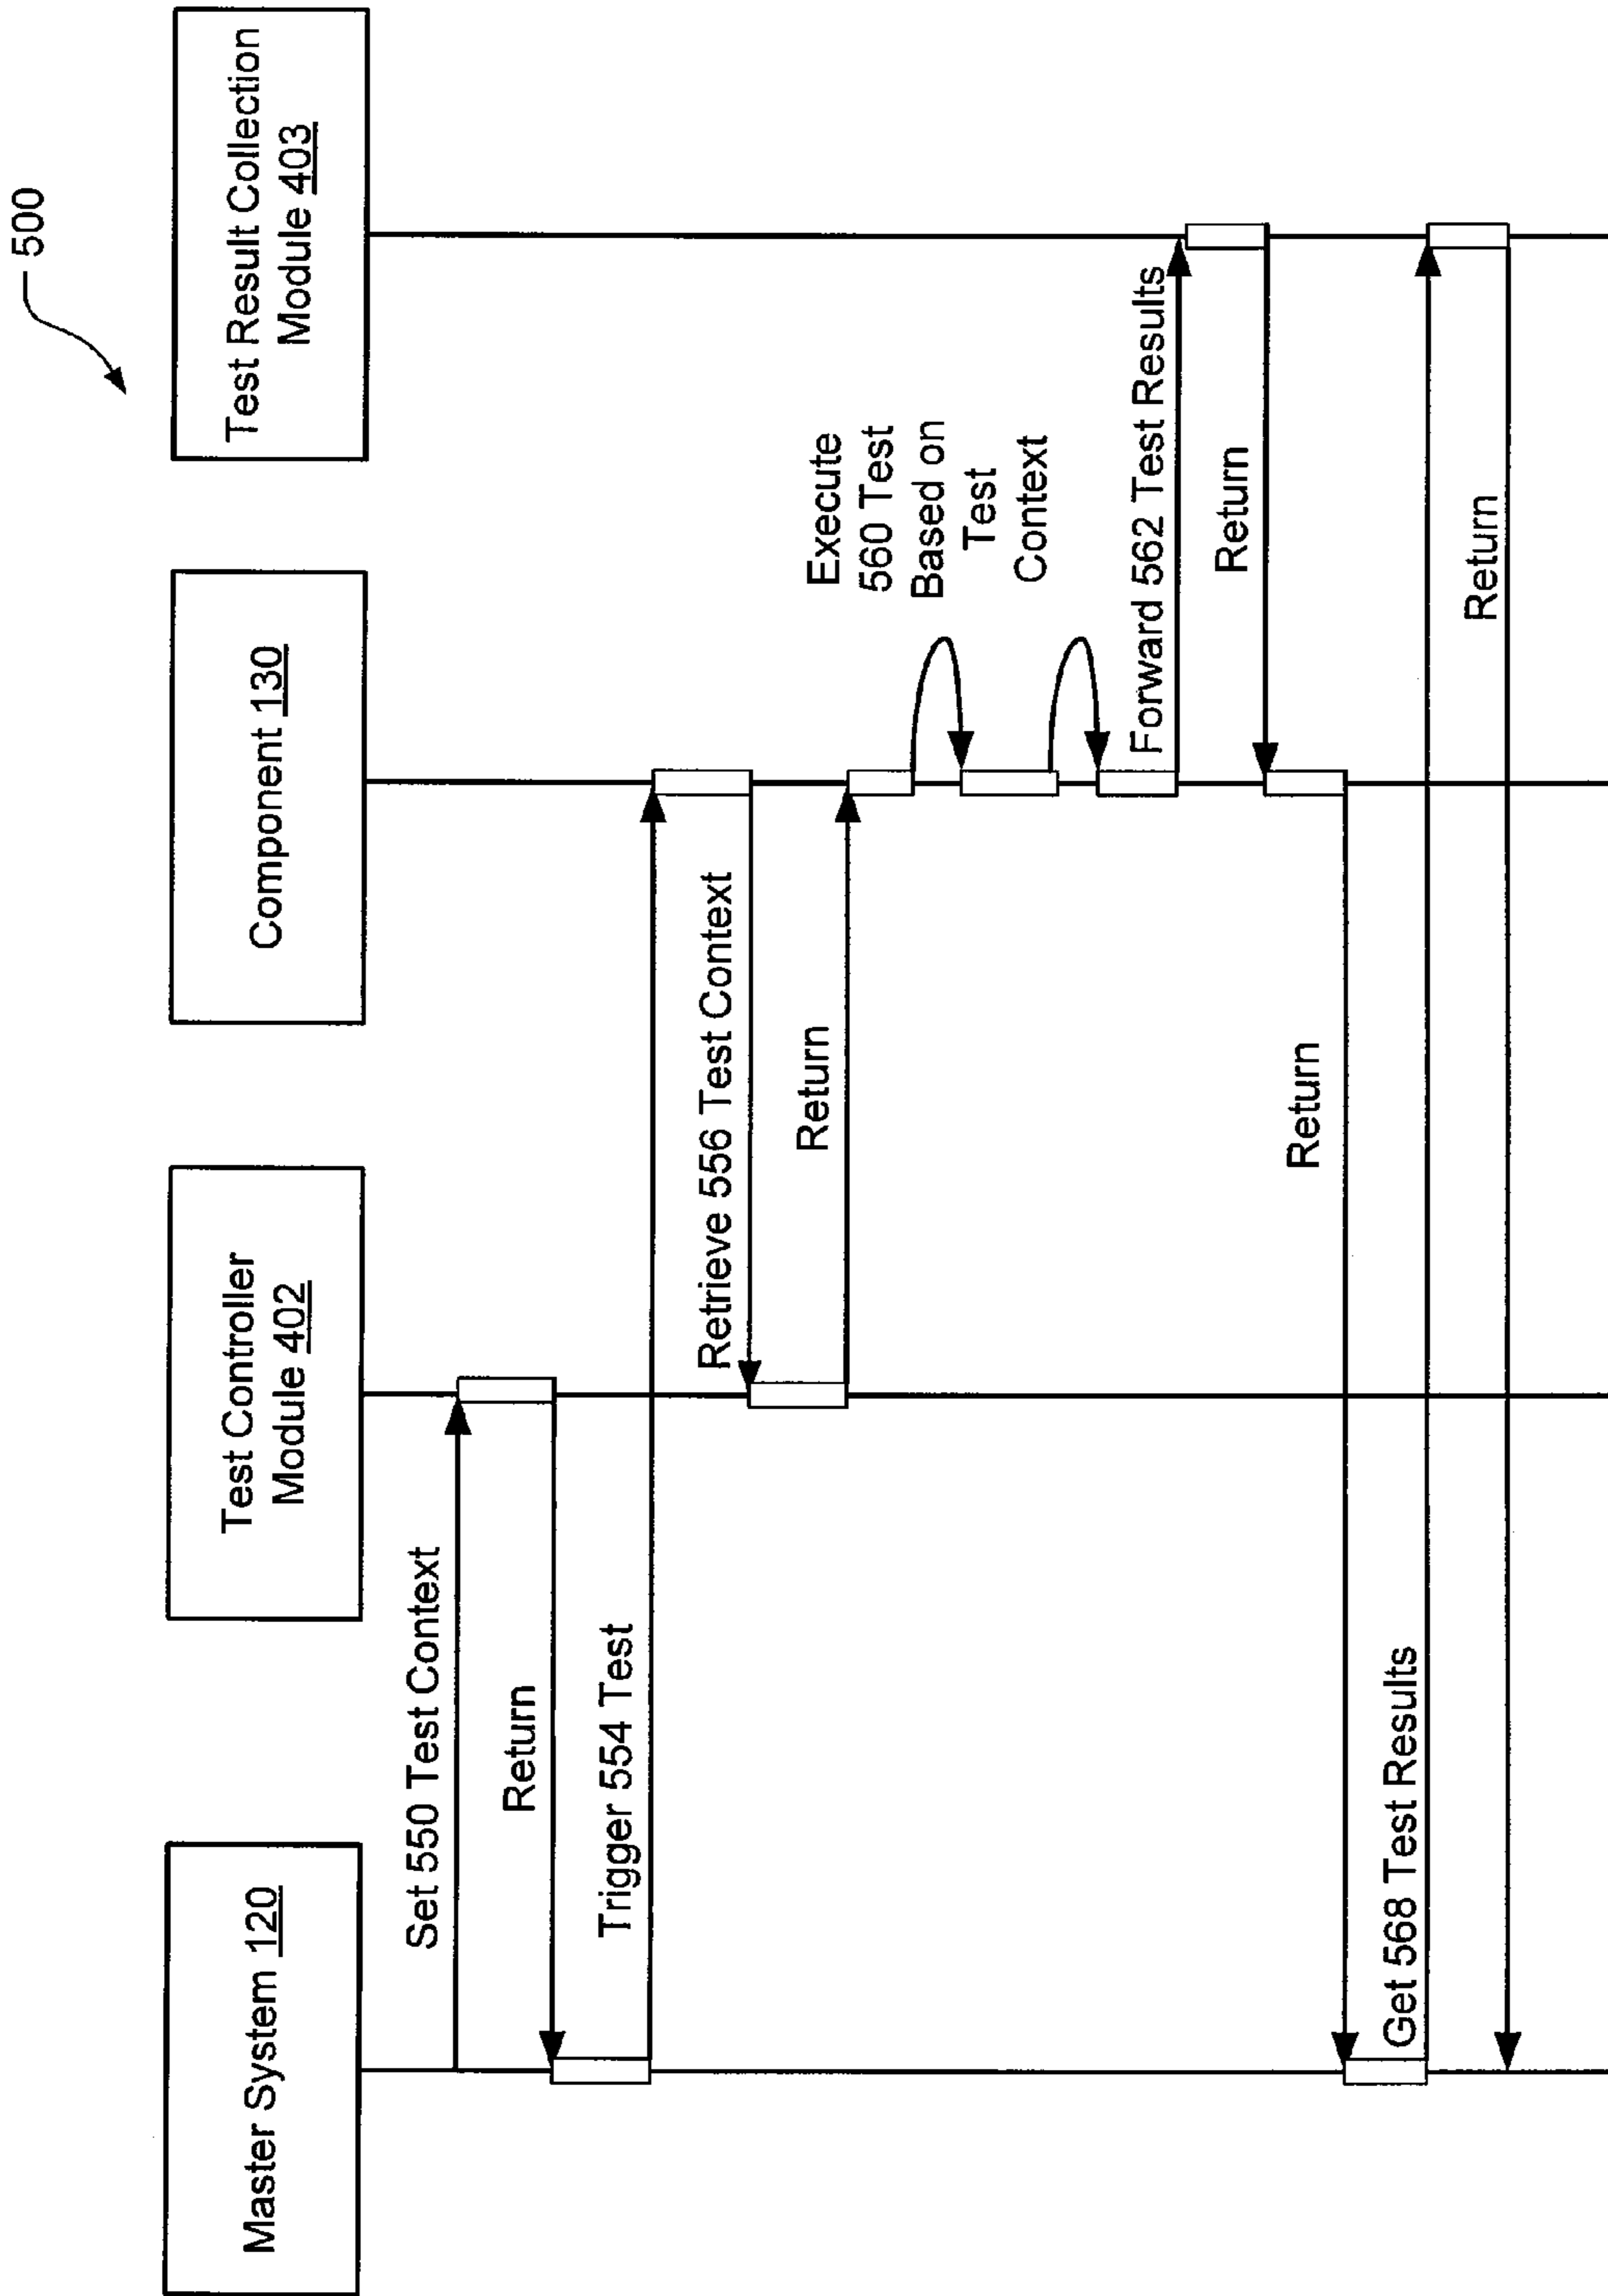 500
Master System 120
Test Controller
Module 402
Component 130
Test Result Collection
Module 403
Set 550 Test Context
Return
Trigger 554 Test
Retrieve 556 Test Context
Return
Execute
560 Test
Based on
Test
Context
Forward 562 Test Results
Return
Return
Get 568 Test Results
Return